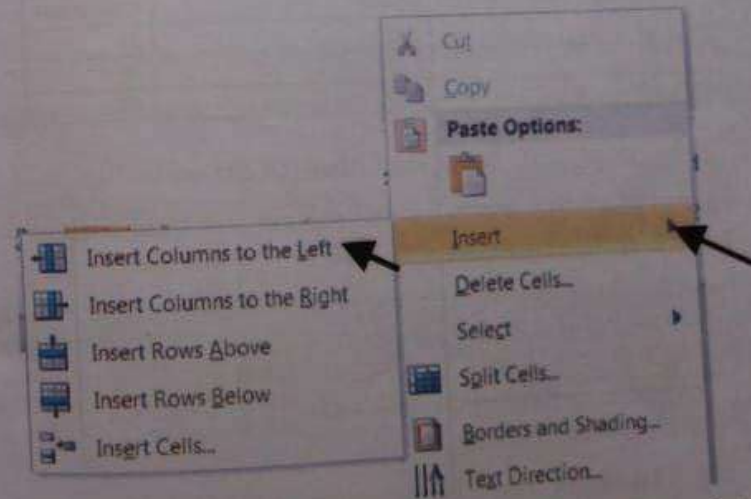 Cut
Copy
Paste Options:
Insert
Delete Cells...
Select
Split Cells...
Borders and Shading...
Text Direction...
Insert Columns to the Left
Insert Columns to the Right
Insert Rows Above
Insert Rows Below
Insert Cells...